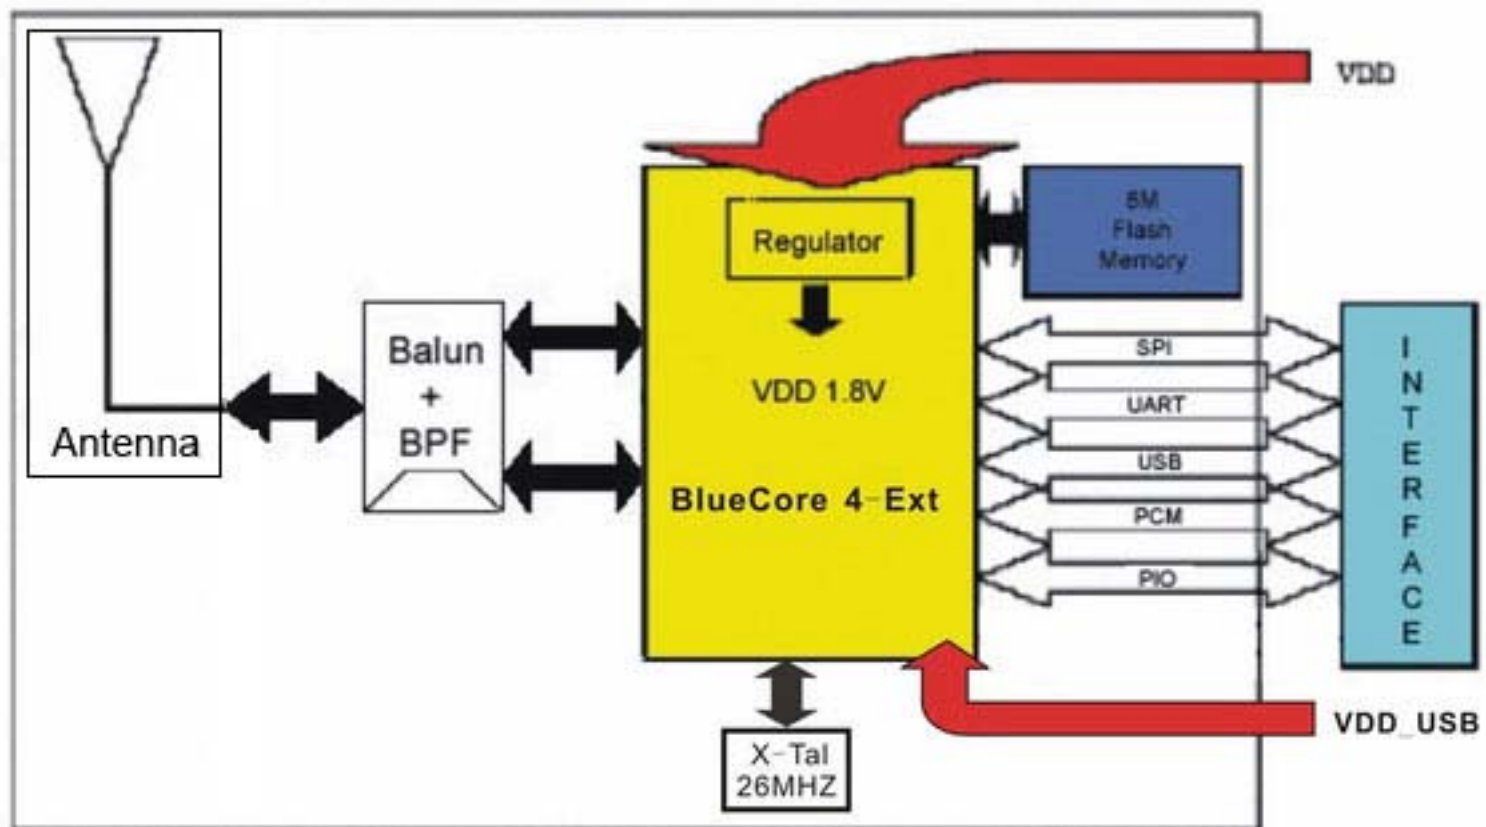 VDD
Regulator
Flash
Memory
Balun
+
BPF
VDD 1.8V
BlueCore 4-Ext
Antenna
SPI
UART
USB
PCM
PIO
INTERFACE
X-Tal
26MHZ
VDD_USB